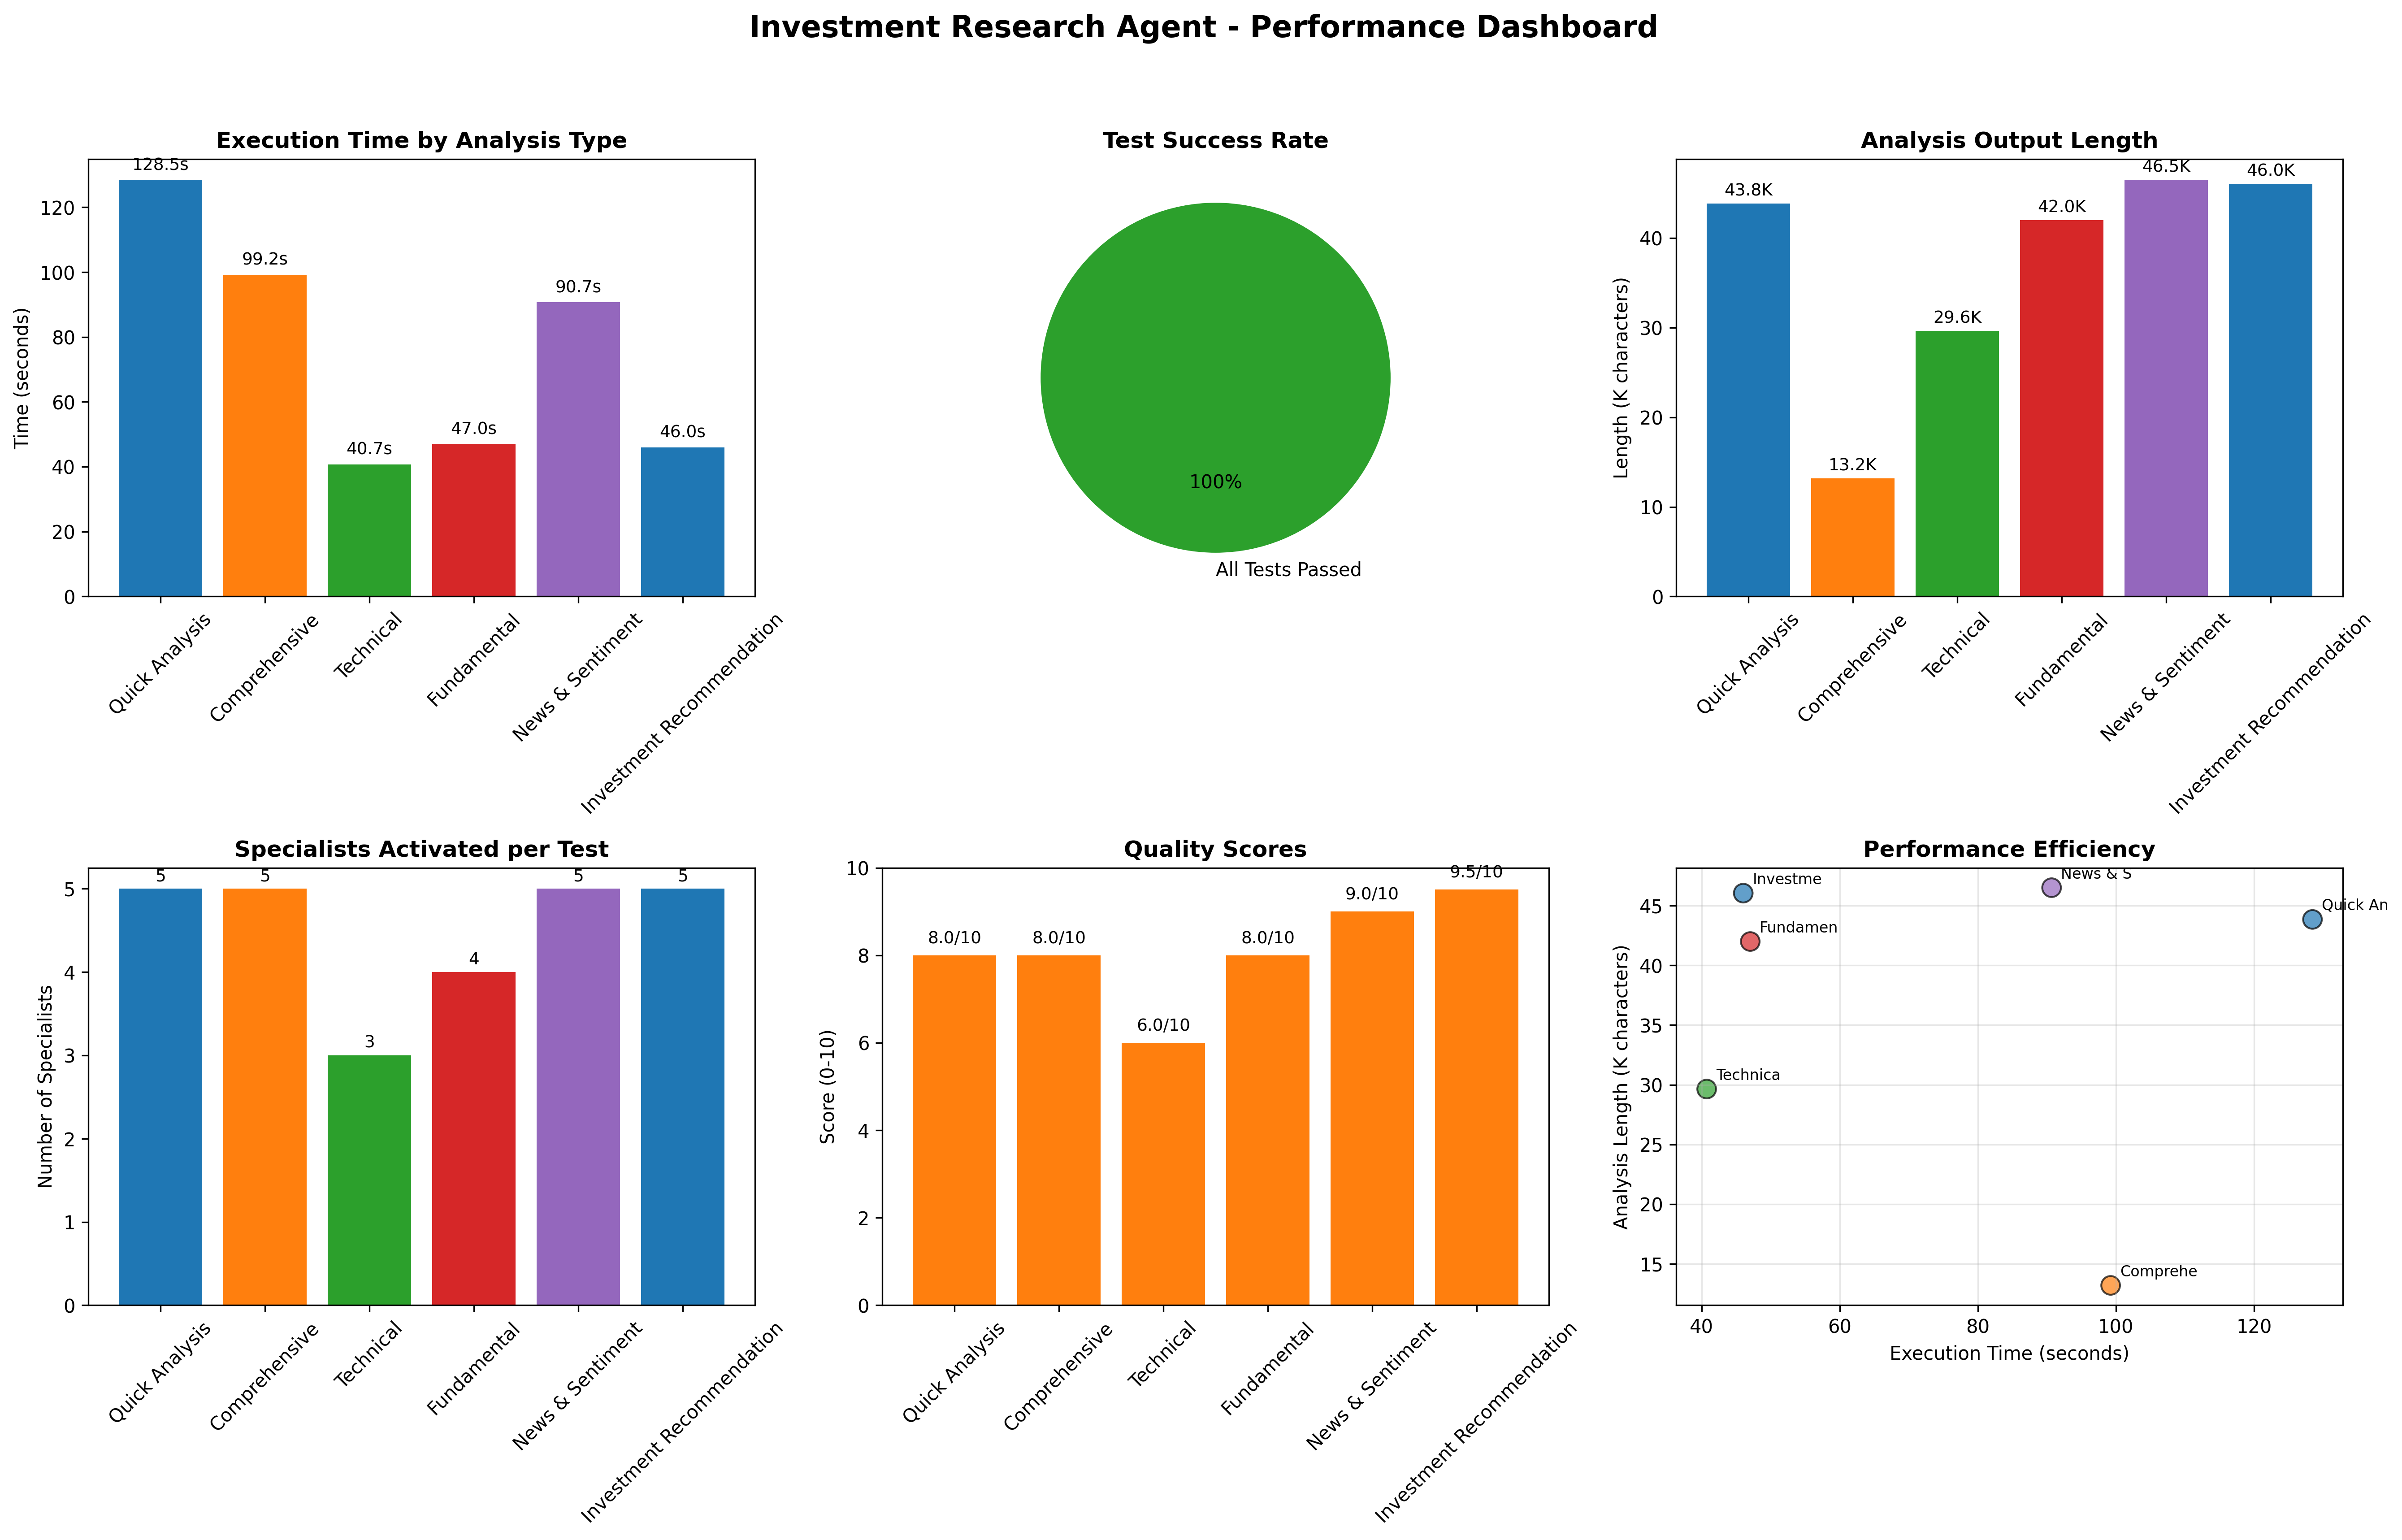 Investment Research Agent - Performance Dashboard
Execution Time by Analysis Type
Time (seconds)
120
100
80
60
40
20
0
128.5s
99.2s
40.7s
47.0s
90.7s
46.0s
Quick Analysis
Comprehensive
Technical
Fundamental
News & Sentiment
Investment Recommendation
Test Success Rate
100%
All Tests Passed
Analysis Output Length
Length (K characters)
40
30
20
10
0
43.8K
13.2K
29.6K
42.0K
46.5K
46.0K
Quick Analysis
Comprehensive
Technical
Fundamental
News & Sentiment
Investment Recommendation
Specialists Activated per Test
Number of Specialists
5
4
3
2
1
0
5
5
3
4
5
5
Quick Analysis
Comprehensive
Technical
Fundamental
News & Sentiment
Investment Recommendation
Quality Scores
Score (0-10)
10
8
6
4
2
0
8.0/10
8.0/10
6.0/10
8.0/10
9.0/10
9.5/10
Quick Analysis
Comprehensive
Technical
Fundamental
News & Sentiment
Investment Recommendation
Performance Efficiency
Analysis Length (K characters)
45
40
35
30
25
20
15
Investme
News & S
Quick An
Fundamen
Technica
Comprehe
40
60
80
100
120
Execution Time (seconds)